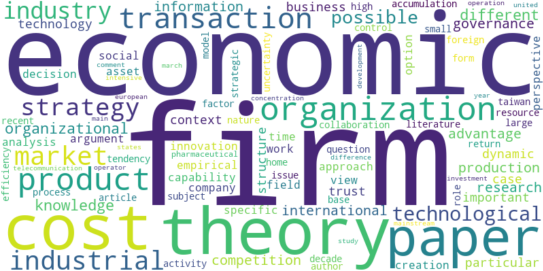 industry
technology
information
transaction
business
high
accumulation
operation
united
possible
control
small
foreign
different
governance
economic
model
decision
social
asset
strategic
uncertainty
option
form
perspective
comment
march
development
intensive
european
concentration
year
strategy
factor
organization
firm
main
recent
organizational
context
nature
collaboration
literature
taiwan
resource
large
analysis
argument
structure
time
question
difference
advantage
return
market
tendency
innovation
work
approach
dynamic
efficiency
states
pharmaceutical
home
empirical
issue
base
production
case
product
telecommunication
operator
capability
field
view
role
investment
research
process
company
trust
important
knowledge
article
subject
specific
international
technological
cost
theory
paper
industrial
activity
competition
decade
author
study
creation
particular